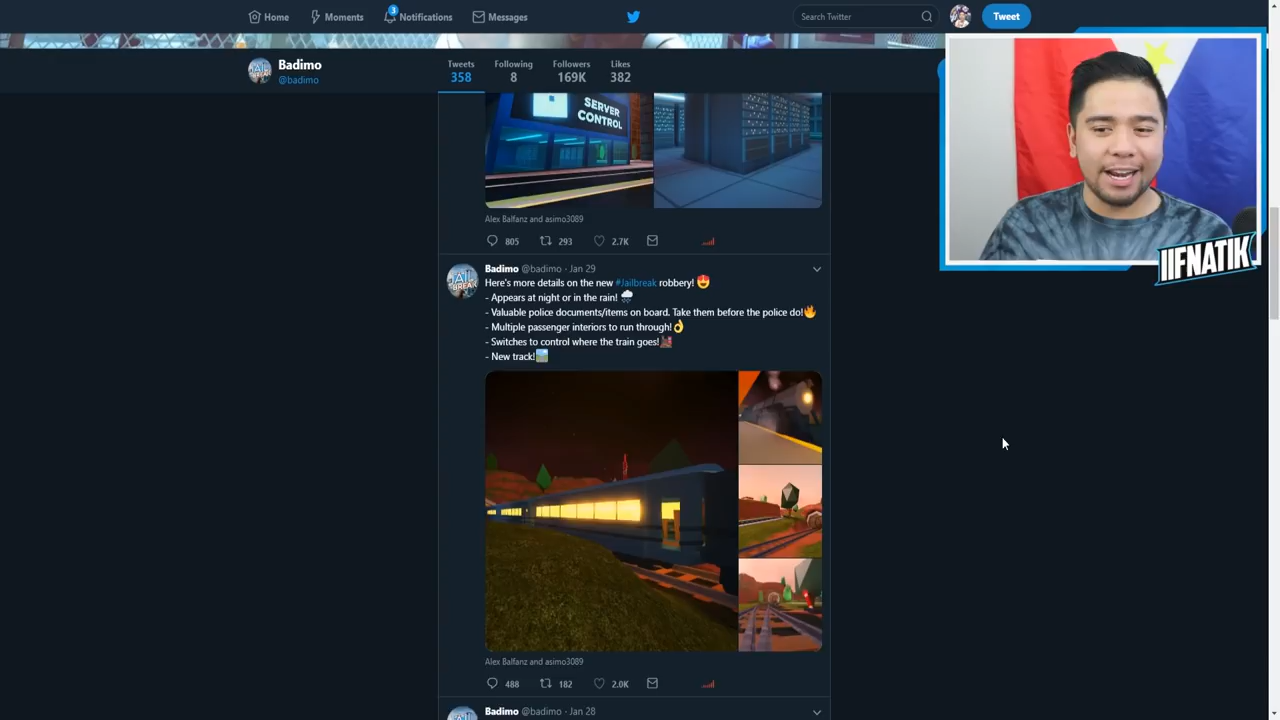 Home Moments 3 Notifications Messages Search Twitter Tweet
Badimo
@badimo
Tweets Following Followers Likes
358 8 169K 382
SERVER
CONTROL
Alex Balfanz and asimo3089
805 293 2.7K
IIFNATIK
JAIL
BREAK
Badimo @badimo · Jan 29
Here's more details on the new #Jailbreak robbery! 😍
- Appears at night or in the rain! 🌧
- Valuable police documents/items on board. Take them before the police do!🔥
- Multiple passenger interiors to run through!👌
- Switches to control where the train goes!🚂
- New track!🏞
Alex Balfanz and asimo3089
488 182 2.0K
Badimo @badimo · Jan 28